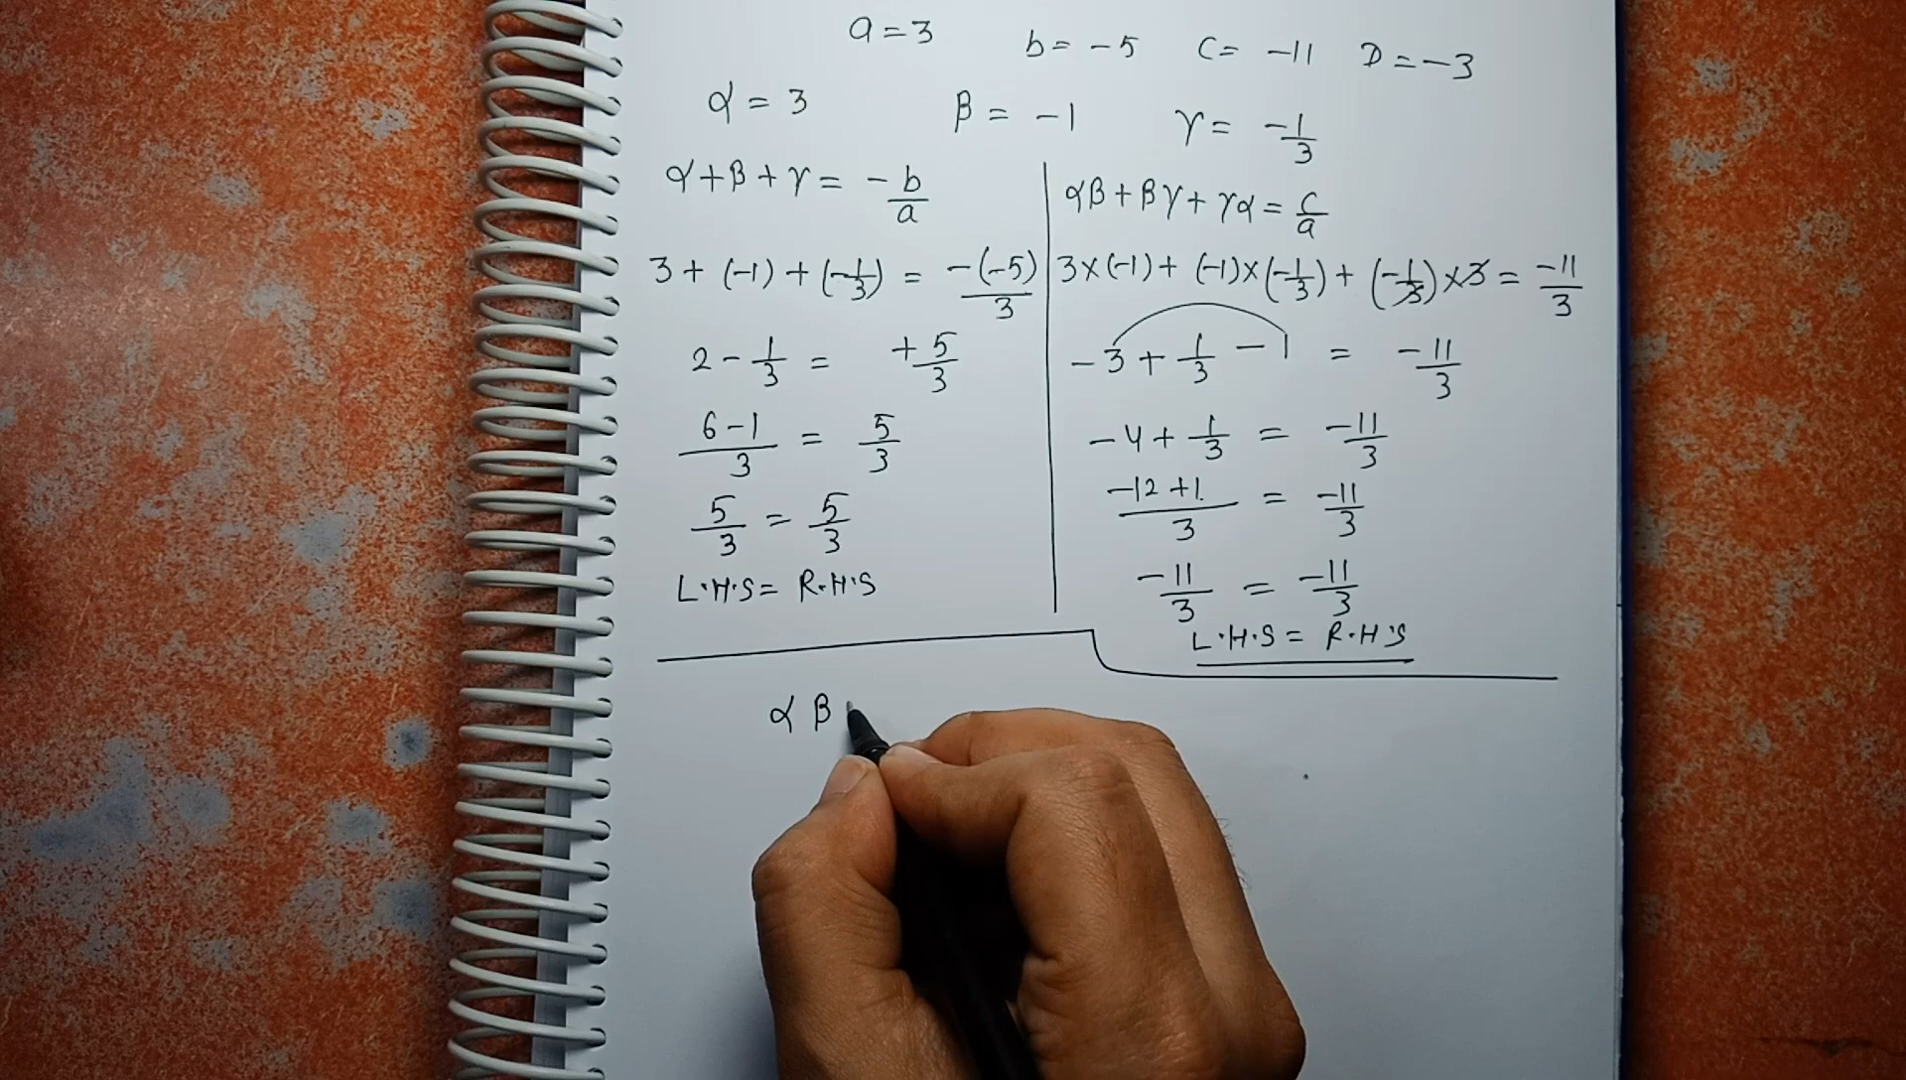 a=3 b= -5 C= -11 D=-3
α = 3 β = -1 γ= -1/3
α+β+γ= -b/a
3+ (-1) + (-1/3) = -(-5)/3
2 - 1/3 = +5/3
6-1/3 = 5/3
5/3 = 5/3
L.H.S= R.H.S
αβ+βγ+γα= c/a
3×(-1)+ (-1)×(-1/3)+ (-1/3)×3 = -11/3
-3+ 1/3 -1 = -11/3
-4+ 1/3 = -11/3
-12+1/3 = -11/3
-11/3 = -11/3
L.H.S = R.H.S
α β